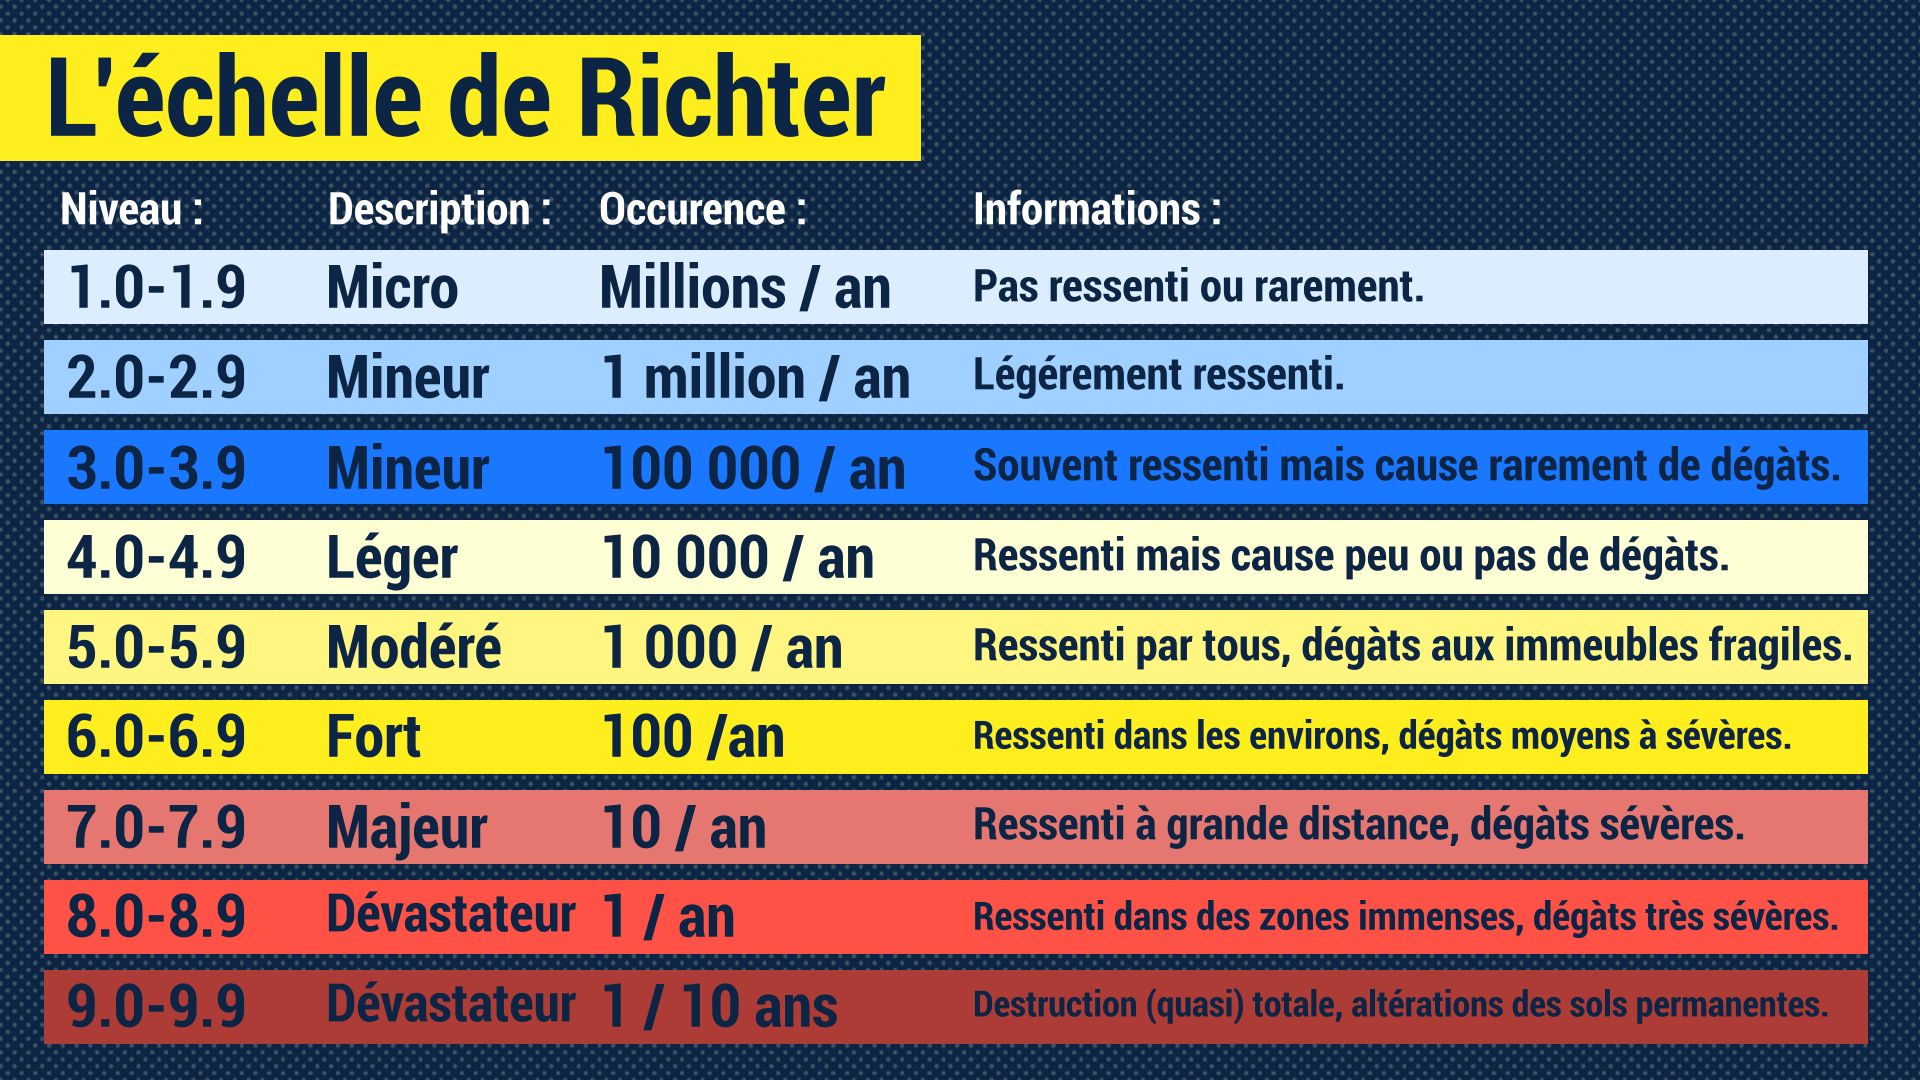 L'échelle de Richter
Niveau : Description : Occurence : Informations :
1.0-1.9 Micro Millions / an Pas ressenti ou rarement.
2.0-2.9 Mineur 1 million / an Légérement ressenti.
3.0-3.9 Mineur 100 000 / an Souvent ressenti mais cause rarement de dégàts.
4.0-4.9 Léger 10 000 / an Ressenti mais cause peu ou pas de dégàts.
5.0-5.9 Modéré 1 000 / an Ressenti par tous, dégàts aux immeubles fragiles.
6.0-6.9 Fort 100 /an Ressenti dans les environs, dégàts moyens à sévères.
7.0-7.9 Majeur 10 / an Ressenti à grande distance, dégàts sévères.
8.0-8.9 Dévastateur 1 / an Ressenti dans des zones immenses, dégàts très sévères.
9.0-9.9 Dévastateur 1 / 10 ans Destruction (quasi) totale, altérations des sols permanentes.